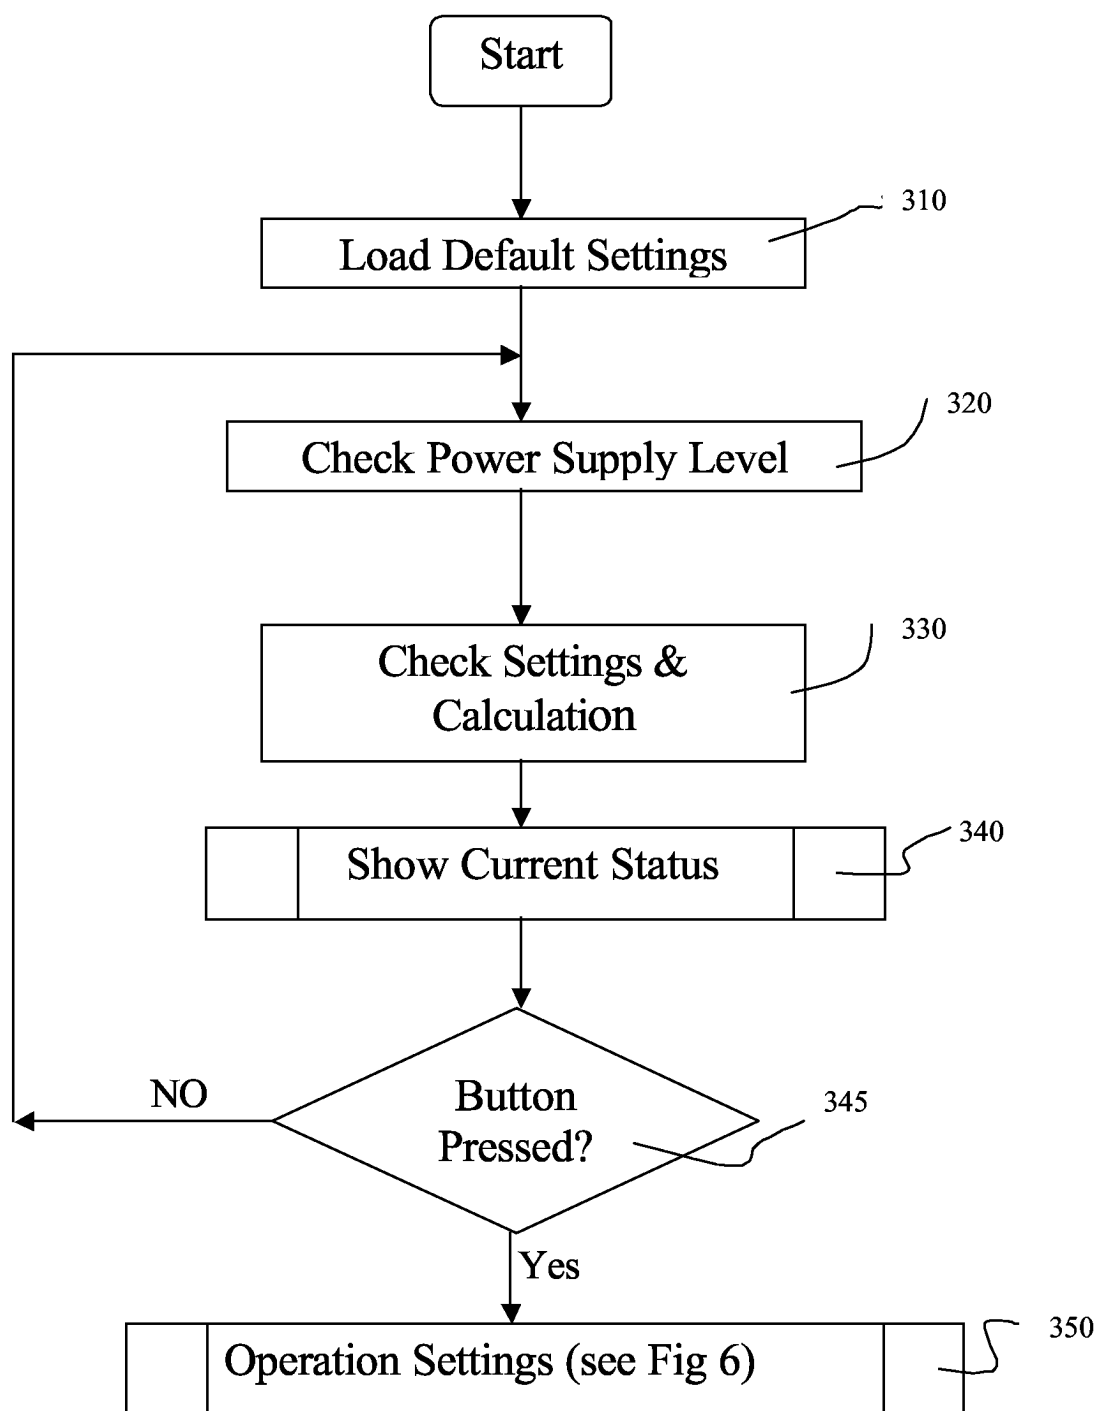 Start
310
Load Default Settings
320
Check Power Supply Level
330
Check Settings &
Calculation
340
Show Current Status
NO
Button
Pressed?
345
Yes
350
Operation Settings (see Fig 6)